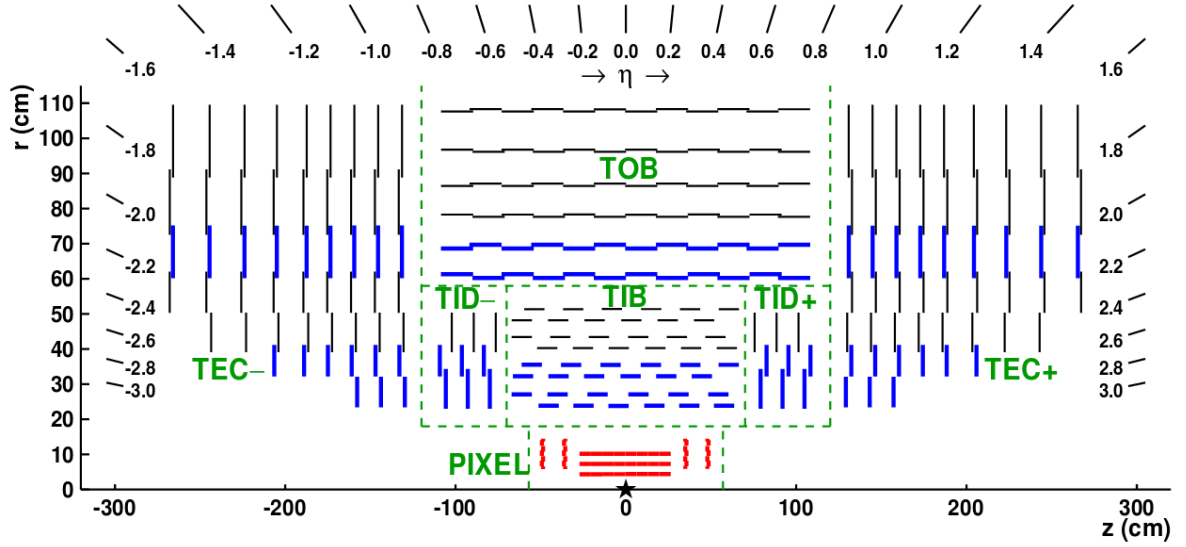 -1.4 -1.2 -1.0 -0.8 -0.6 -0.4 -0.2 0.0 0.2 0.4 0.6 0.8 1.0 1.2 1.4
-1.6 → η → 1.6
r (cm)
110
100
90
80
70
60
50
40
30
20
10
0
-1.8
-2.0
-2.2
-2.4
-2.6
-2.8
-3.0
TOB
TID− TIB TID+
TEC− TEC+
PIXEL
1.8
2.0
2.2
2.4
2.6
2.8
3.0
-300 -200 -100 0 100 200 300
z (cm)